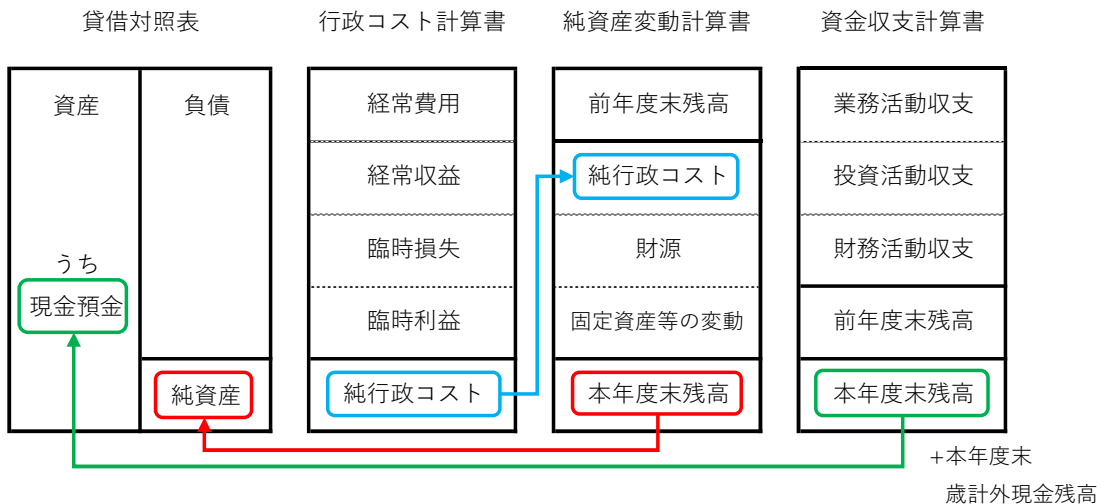 貸借対照表
行政コスト計算書
純資産変動計算書
資金収支計算書
資産
うち
現金預金
負債
純資産
経常費用
経常収益
臨時損失
臨時利益
純行政コスト
前年度末残高
純行政コスト
財源
固定資産等の変動
本年度末残高
業務活動収支
投資活動収支
財務活動収支
前年度末残高
本年度末残高
+本年度末
歳計外現金残高